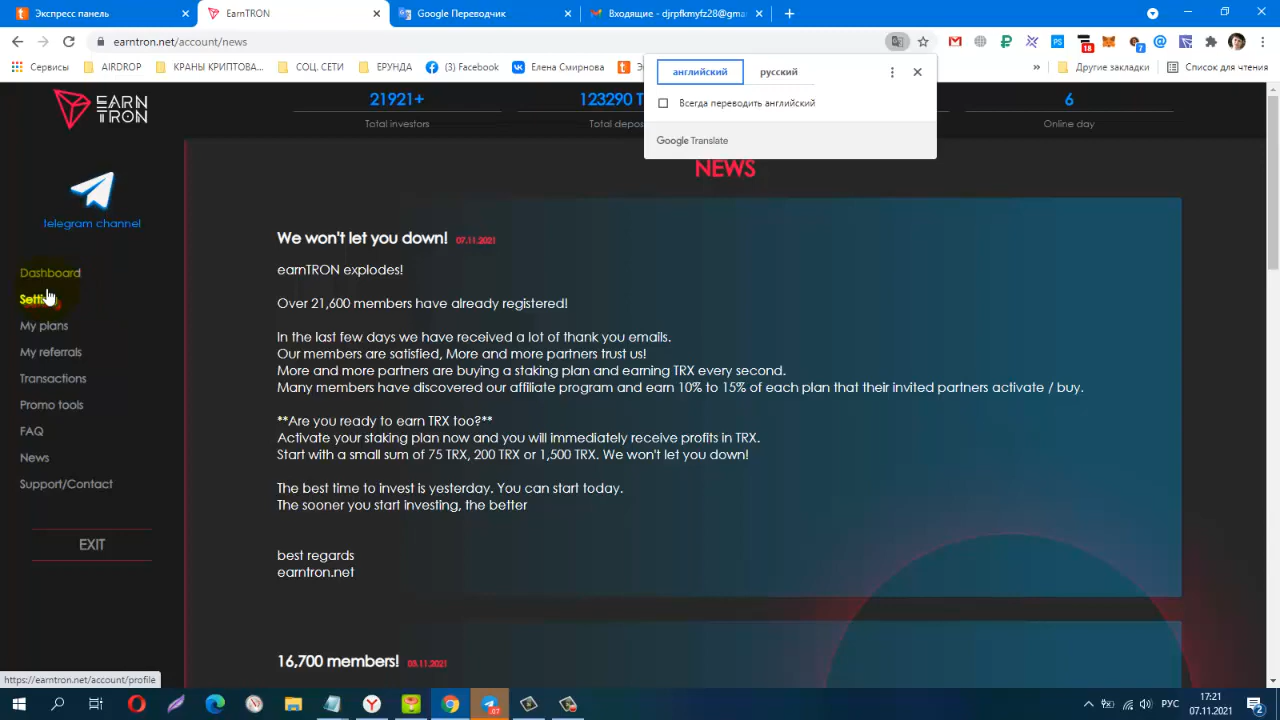 Экспресс панель
EarnTRON
Google Переводчик
Входящие - djrpfkmyfz28@gma
earntron.net/account/news
18
7
Сервисы
AIRDROP
КРАНЫ КРИПТОВА...
СОЦ. СЕТИ
ЕРУНДА
(3) Facebook
Елена Смирнова
»
Другие закладки
Список для чтения
английский
русский
Всегда переводить английский
Google Translate
EARN
TRON
21921+
Total investors
123290 T
Total depos
6
Online day
telegram channel
Dashboard
My plans
My referrals
Transactions
Promo tools
FAQ
News
Support/Contact
EXIT
NEWS
We won't let you down! 07.11.2021
earnTRON explodes!
Over 21,600 members have already registered!
In the last few days we have received a lot of thank you emails.
Our members are satisfied, More and more partners trust us!
More and more partners are buying a staking plan and earning TRX every second.
Many members have discovered our affiliate program and earn 10% to 15% of each plan that their invited partners activate / buy.
**Are you ready to earn TRX too?**
Activate your staking plan now and you will immediately receive profits in TRX.
Start with a small sum of 75 TRX, 200 TRX or 1,500 TRX. We won't let you down!
The best time to invest is yesterday. You can start today.
The sooner you start investing, the better
best regards
earntron.net
16,700 members!
https://earntron.net/account/profile
РУС
17:21
07.11.2021
2